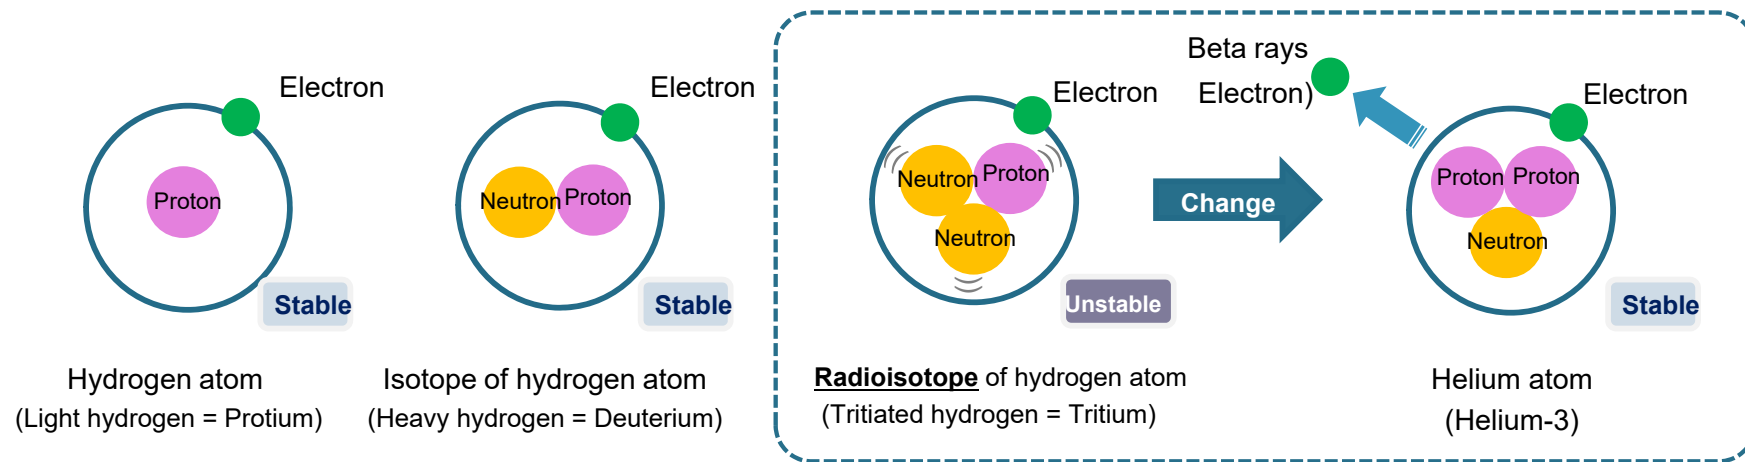 Electron
Proton
Stable
Hydrogen atom
(Light hydrogen = Protium)
Electron
Neutron
Proton
Stable
Isotope of hydrogen atom
(Heavy hydrogen = Deuterium)
Electron
Neutron
Proton
Neutron
Unstable
Radioisotope of hydrogen atom
(Tritiated hydrogen = Tritium)
Change
Beta rays
Electron)
Electron
Proton
Proton
Neutron
Stable
Helium atom
(Helium-3)